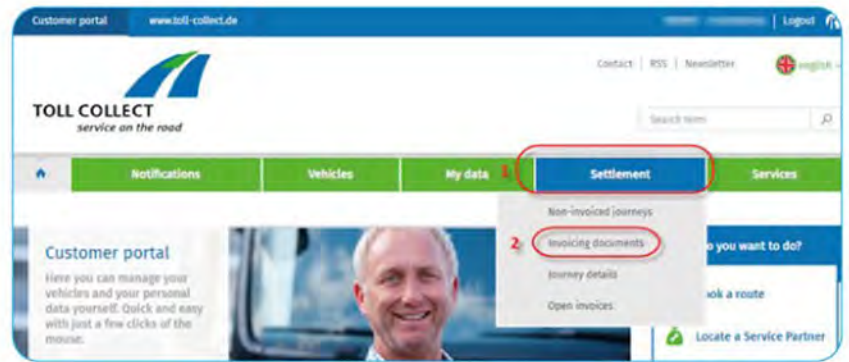 Customer portal www.toll-collect.de
Logout
Contact | RSS | Newsletter english
TOLL COLLECT
service on the road
Search term
Notifications Vehicles My data 1 Settlement Services
Non-invoiced journeys
2 Invoicing documents
Journey details
Open invoices
Customer portal
Here you can manage your
vehicles and your personal
data yourself. Quick and easy
with just a few clicks of the
mouse.
o you want to do?
ook a route
Locate a Service Partner